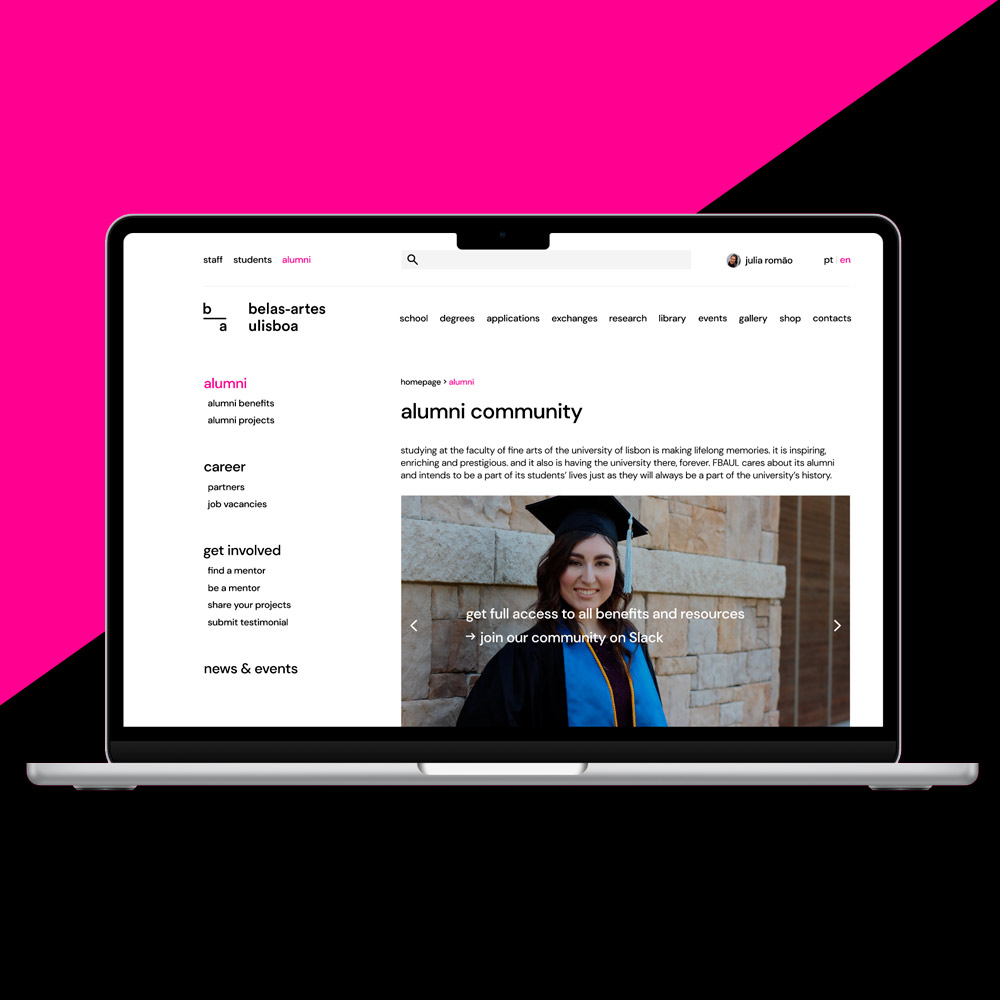 staff students alumni
julia romão
pt | en
b
a
belas-artes
ulisboa
school degrees applications exchanges research library events gallery shop contacts
alumni
alumni benefits
alumni projects
career
partners
job vacancies
get involved
find a mentor
be a mentor
share your projects
submit testimonial
news & events
homepage > alumni
alumni community
studying at the faculty of fine arts of the university of lisbon is making lifelong memories. it is inspiring,
enriching and prestigious. and it also is having the university there, forever. FBAUL cares about its alumni
and intends to be a part of its students’ lives just as they will always be a part of the university’s history.
get full access to all benefits and resources
→ join our community on Slack